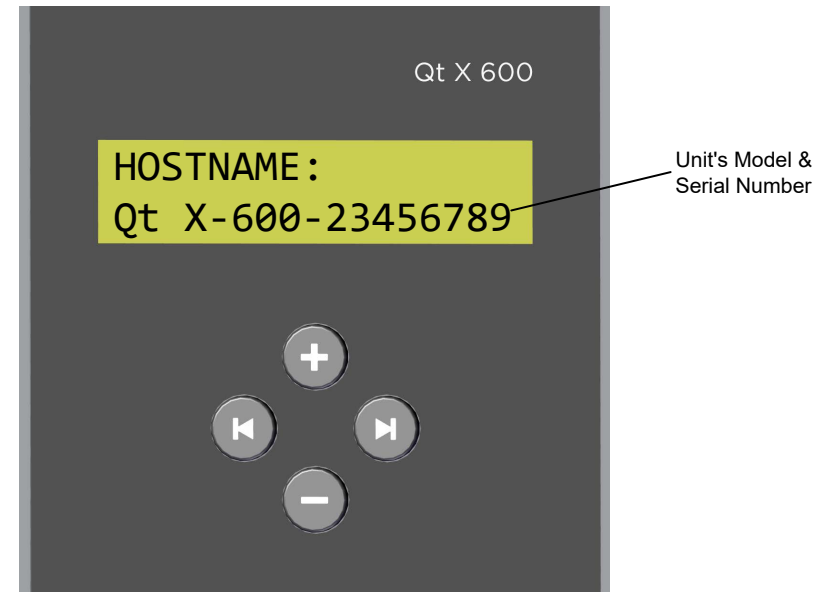 Qt X 600
HOSTNAME:
Qt X-600-23456789
Unit's Model &
Serial Number